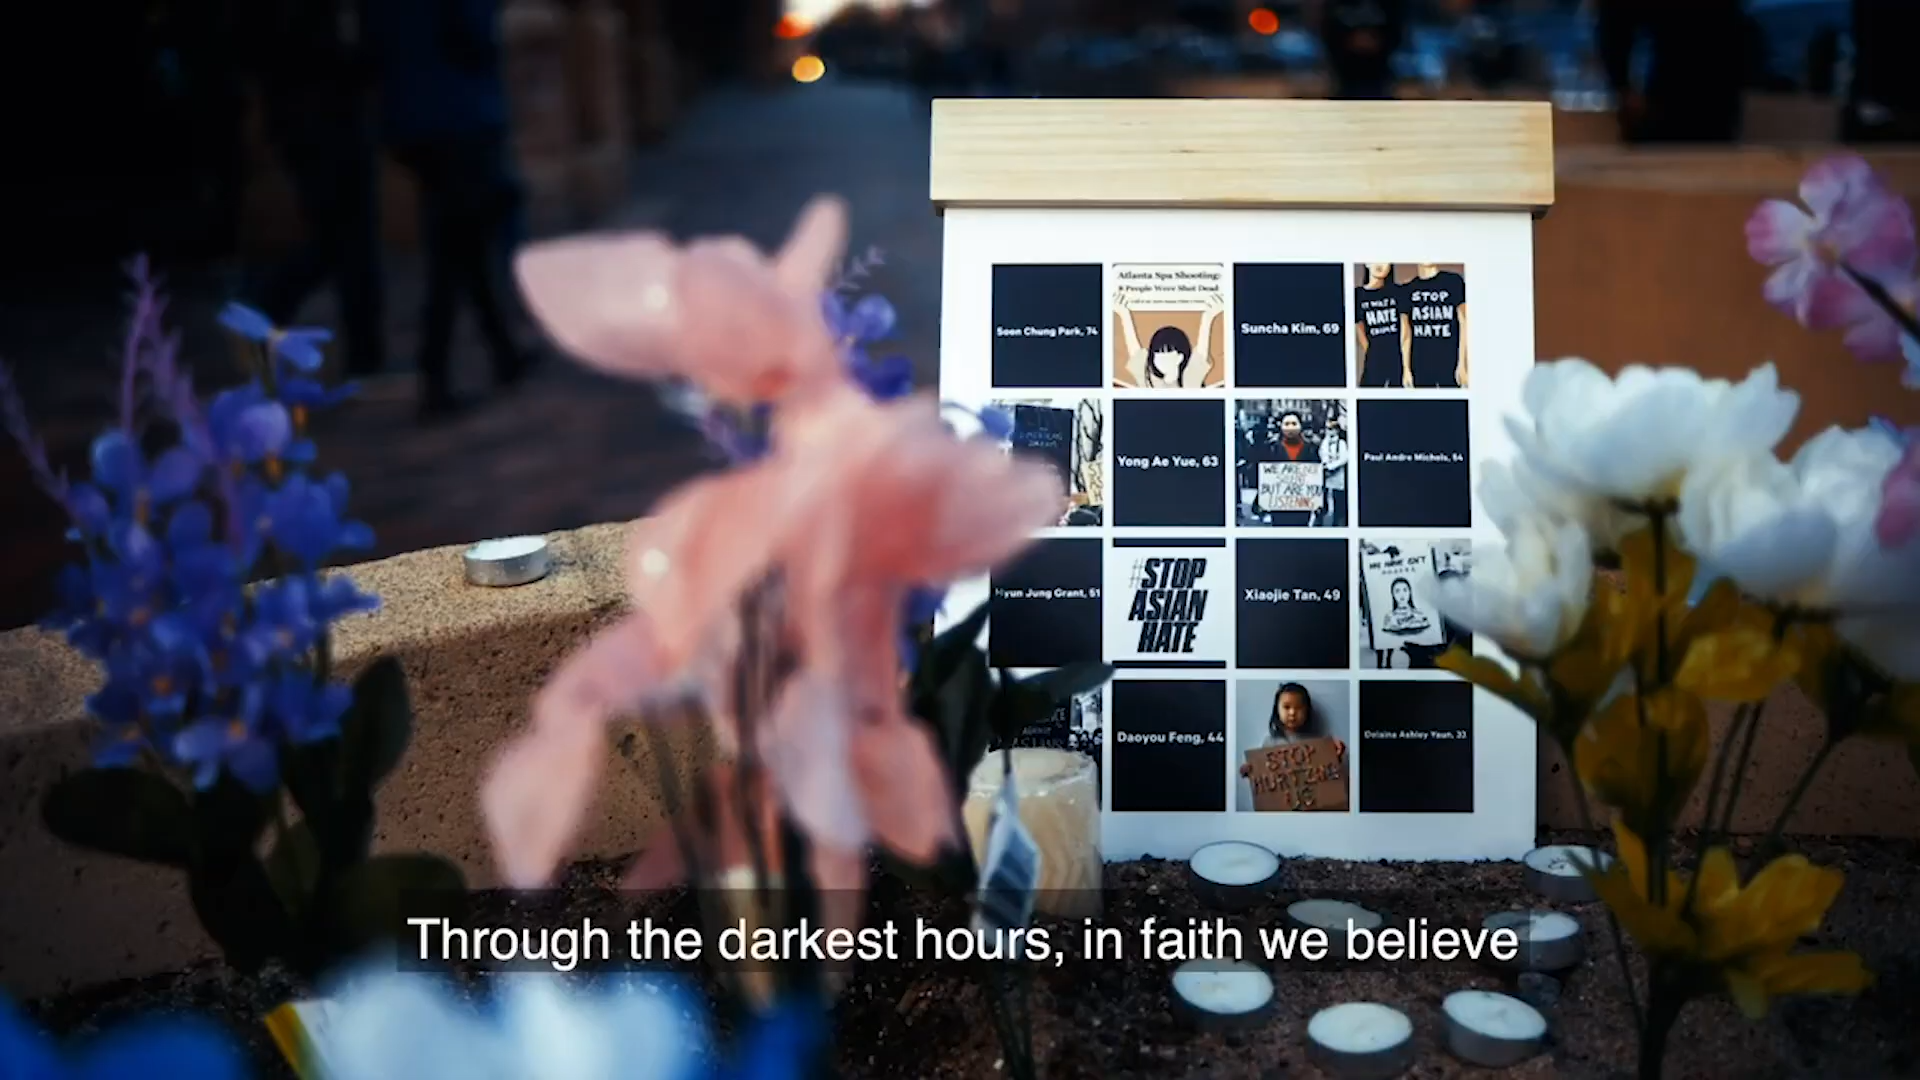 Soon Chung Park, 74
Atlanta Spa Shooting:
8 People Were Shot Dead
Suncha Kim, 69
IT WAS A
HATE
CRIME
STOP
ASIAN
HATE
Yong Ae Yue, 63
WE ARE NOT
SILENT
BUT ARE YOU
LISTENING
Paul Andre Michels, 54
Hyun Jung Grant, 51
#STOP
ASIAN
HATE
Xiaojie Tan, 49
Daoyou Feng, 44
STOP
HURTING
US
Delaina Ashley Yaun, 33
Through the darkest hours, in faith we believe